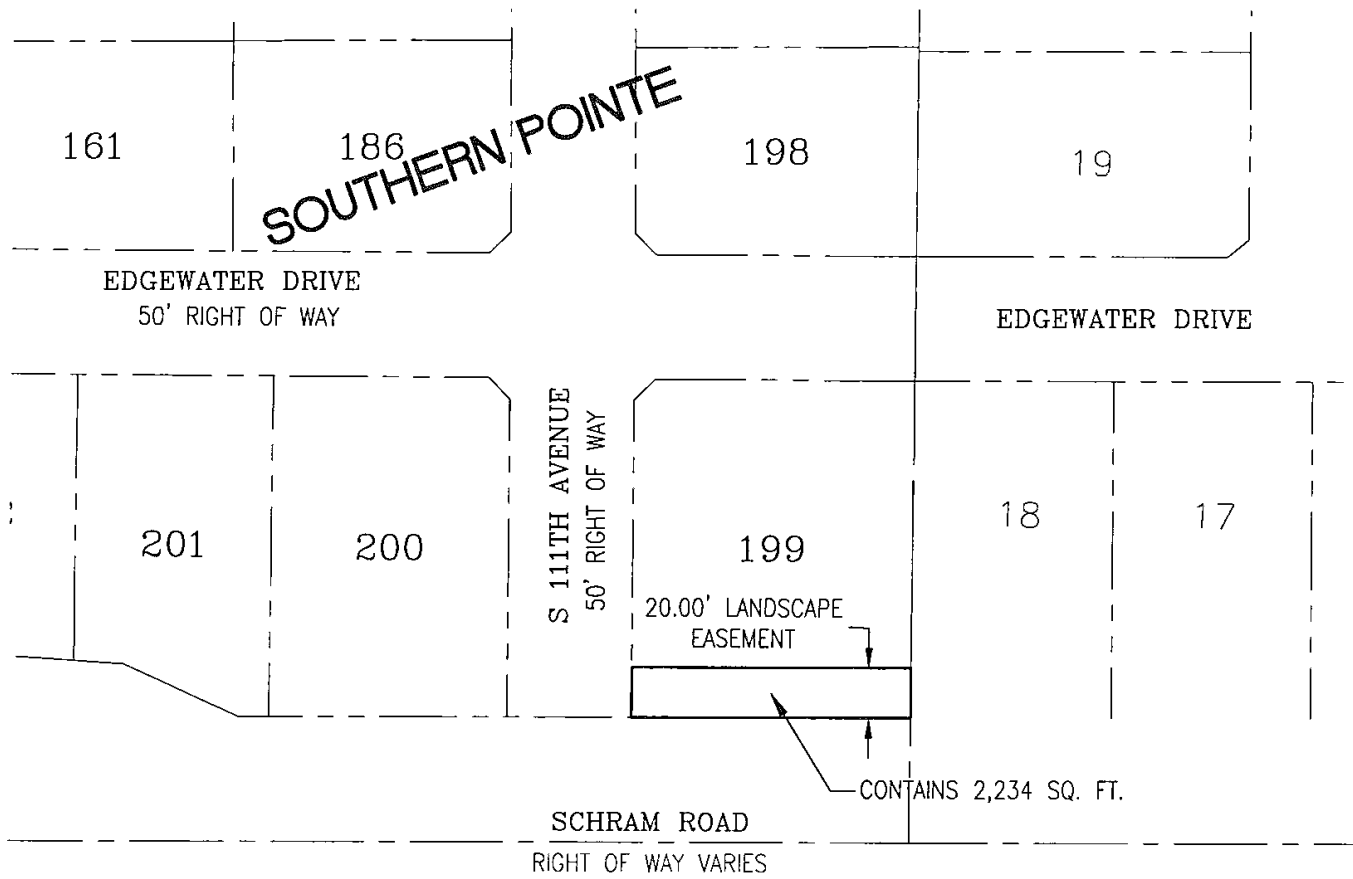 161
186
SOUTHERN POINTE
198
19
EDGEWATER DRIVE
50' RIGHT OF WAY
EDGEWATER DRIVE
201
200
S 111TH AVENUE
50' RIGHT OF WAY
199
18
17
20.00' LANDSCAPE
EASEMENT
CONTAINS 2,234 SQ. FT.
SCHRAM ROAD
RIGHT OF WAY VARIES